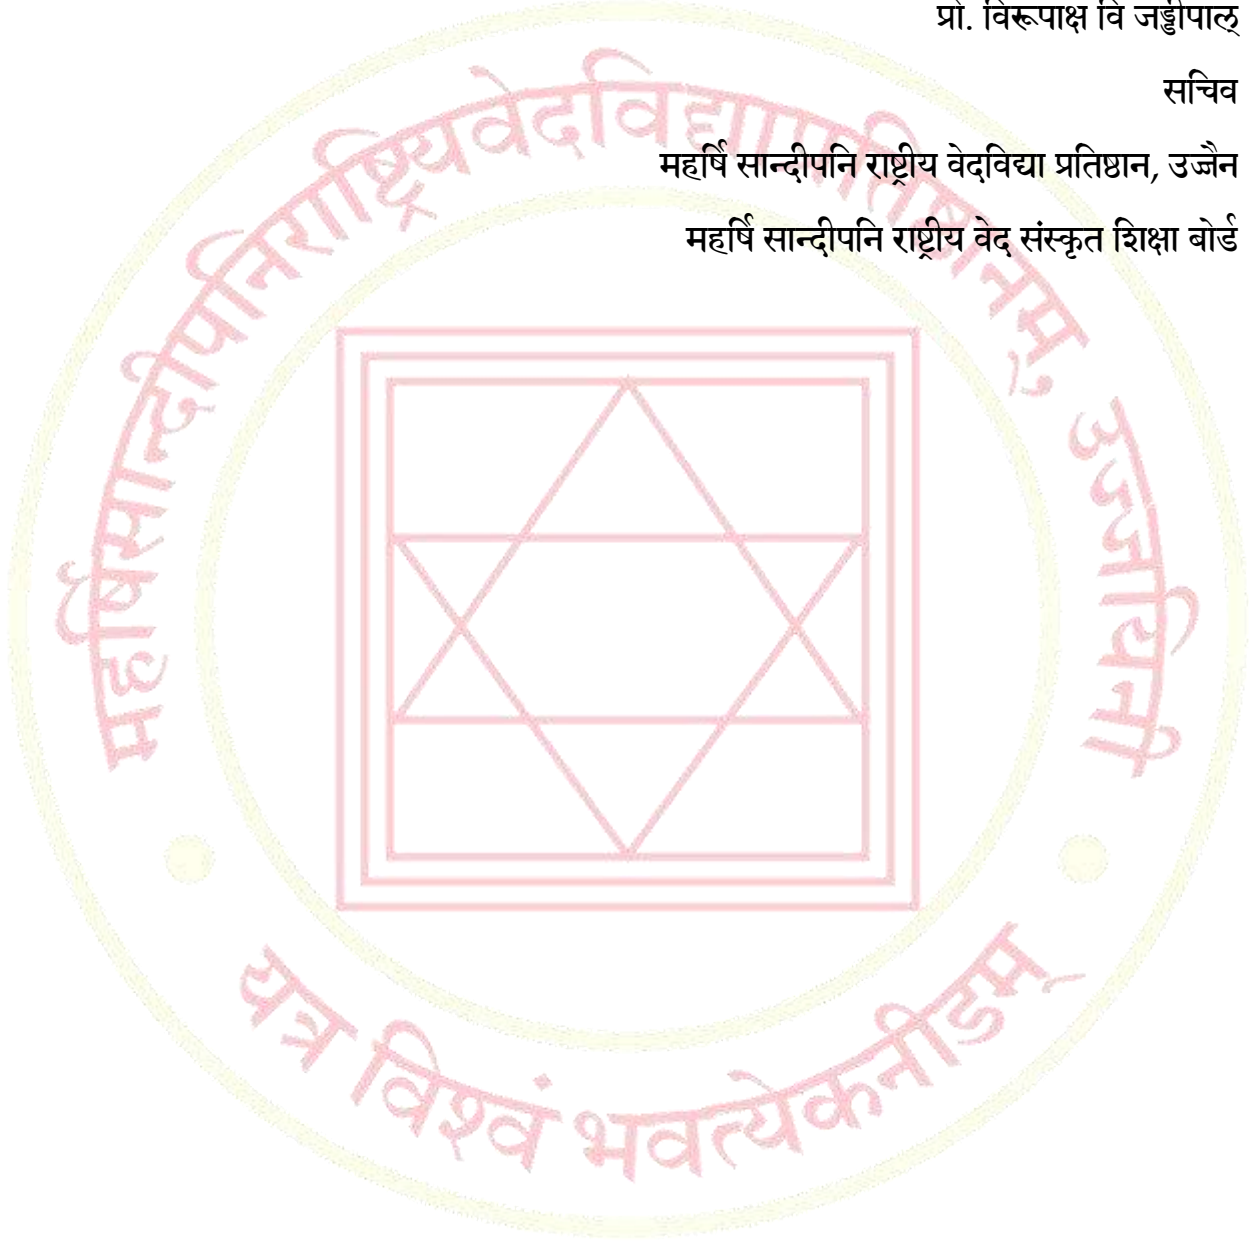 प्रो. विरूपाक्ष वि जड्डीपाल्
सचिव
महर्षि सान्दीपनि राष्ट्रीय वेदविद्या प्रतिष्ठान, उज्जैन
महर्षि सान्दीपनि राष्ट्रीय वेद संस्कृत शिक्षा बोर्ड
महर्षिसान्दीपनिराष्ट्रियवेदविद्याप्रतिष्ठानम्, उज्जयिनी
यत्र विश्वं भवत्येकनीडम्